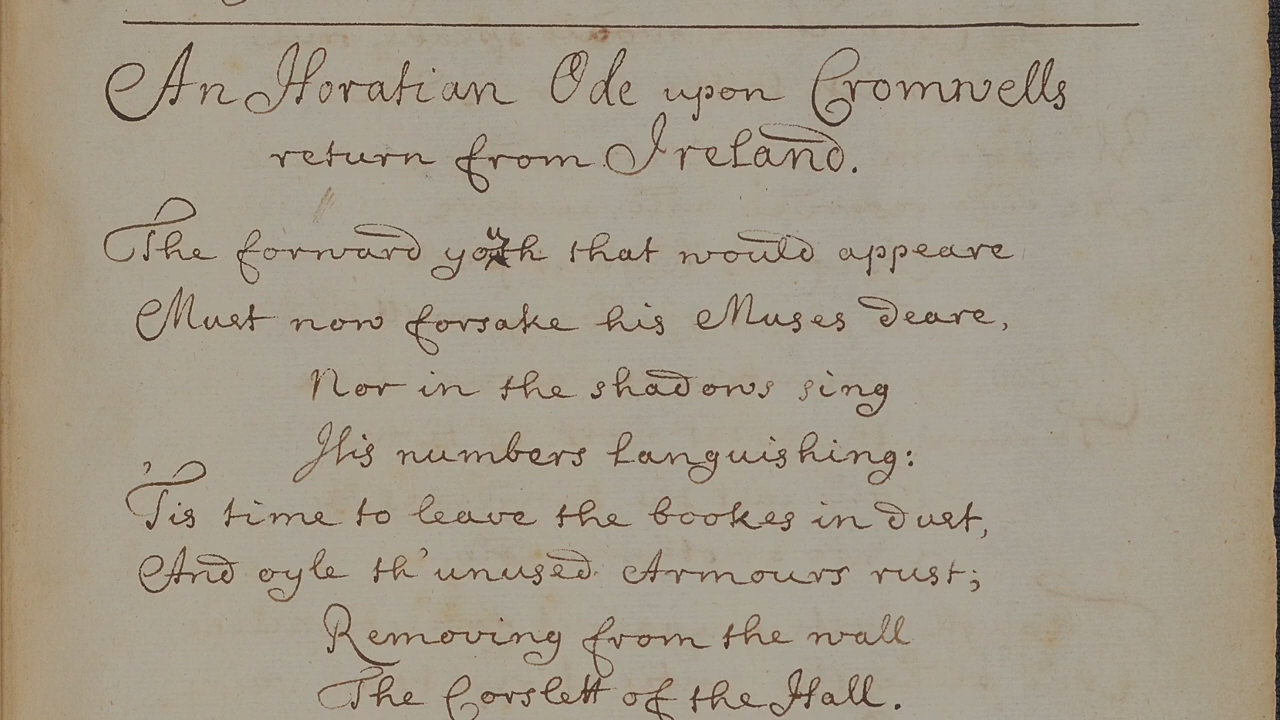 An Horatian Ode upon Cromwells
return from Ireland.
The forward youth that would appeare
Must now forsake his Muses deare,
Nor in the shadows sing
His numbers languishing:
'Tis time to leave the bookes in dust,
And oyle th' unused Armours rust;
Removing from the wall
The Corslett of the Hall.